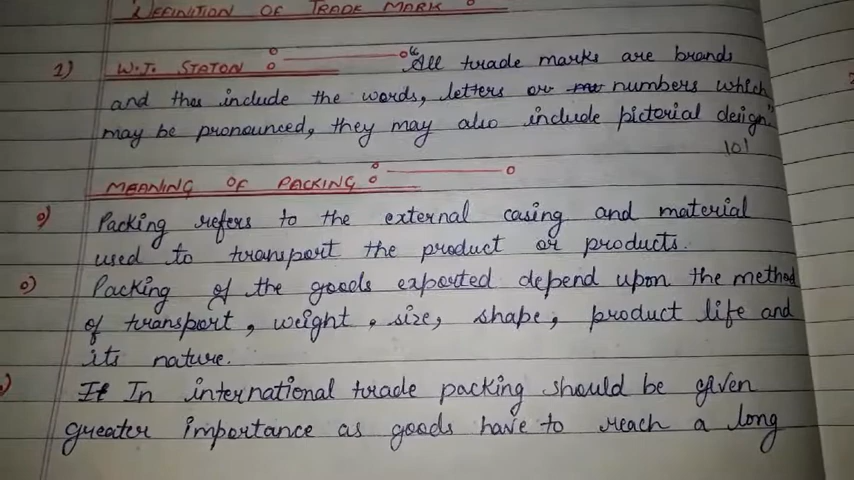 DEFINITION OF TRADE MARK :
1) W.T. STATON : "All trade marks are brands
and thus include the words, letters or numbers which
may be pronounced, they may also include pictorial deiign"
101
MEANING OF PACKING :
o) Packing refers to the external casing and material
used to transport the product or products.
o) Packing of the goods exported depend upon the method
of transport, weight, size, shape, product life and
its nature.
o) It In international trade packing should be given
greater importance as goods have to reach a long